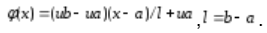 φ(x) = (ub − ua)(x − a)/l + ua , l = b − a .